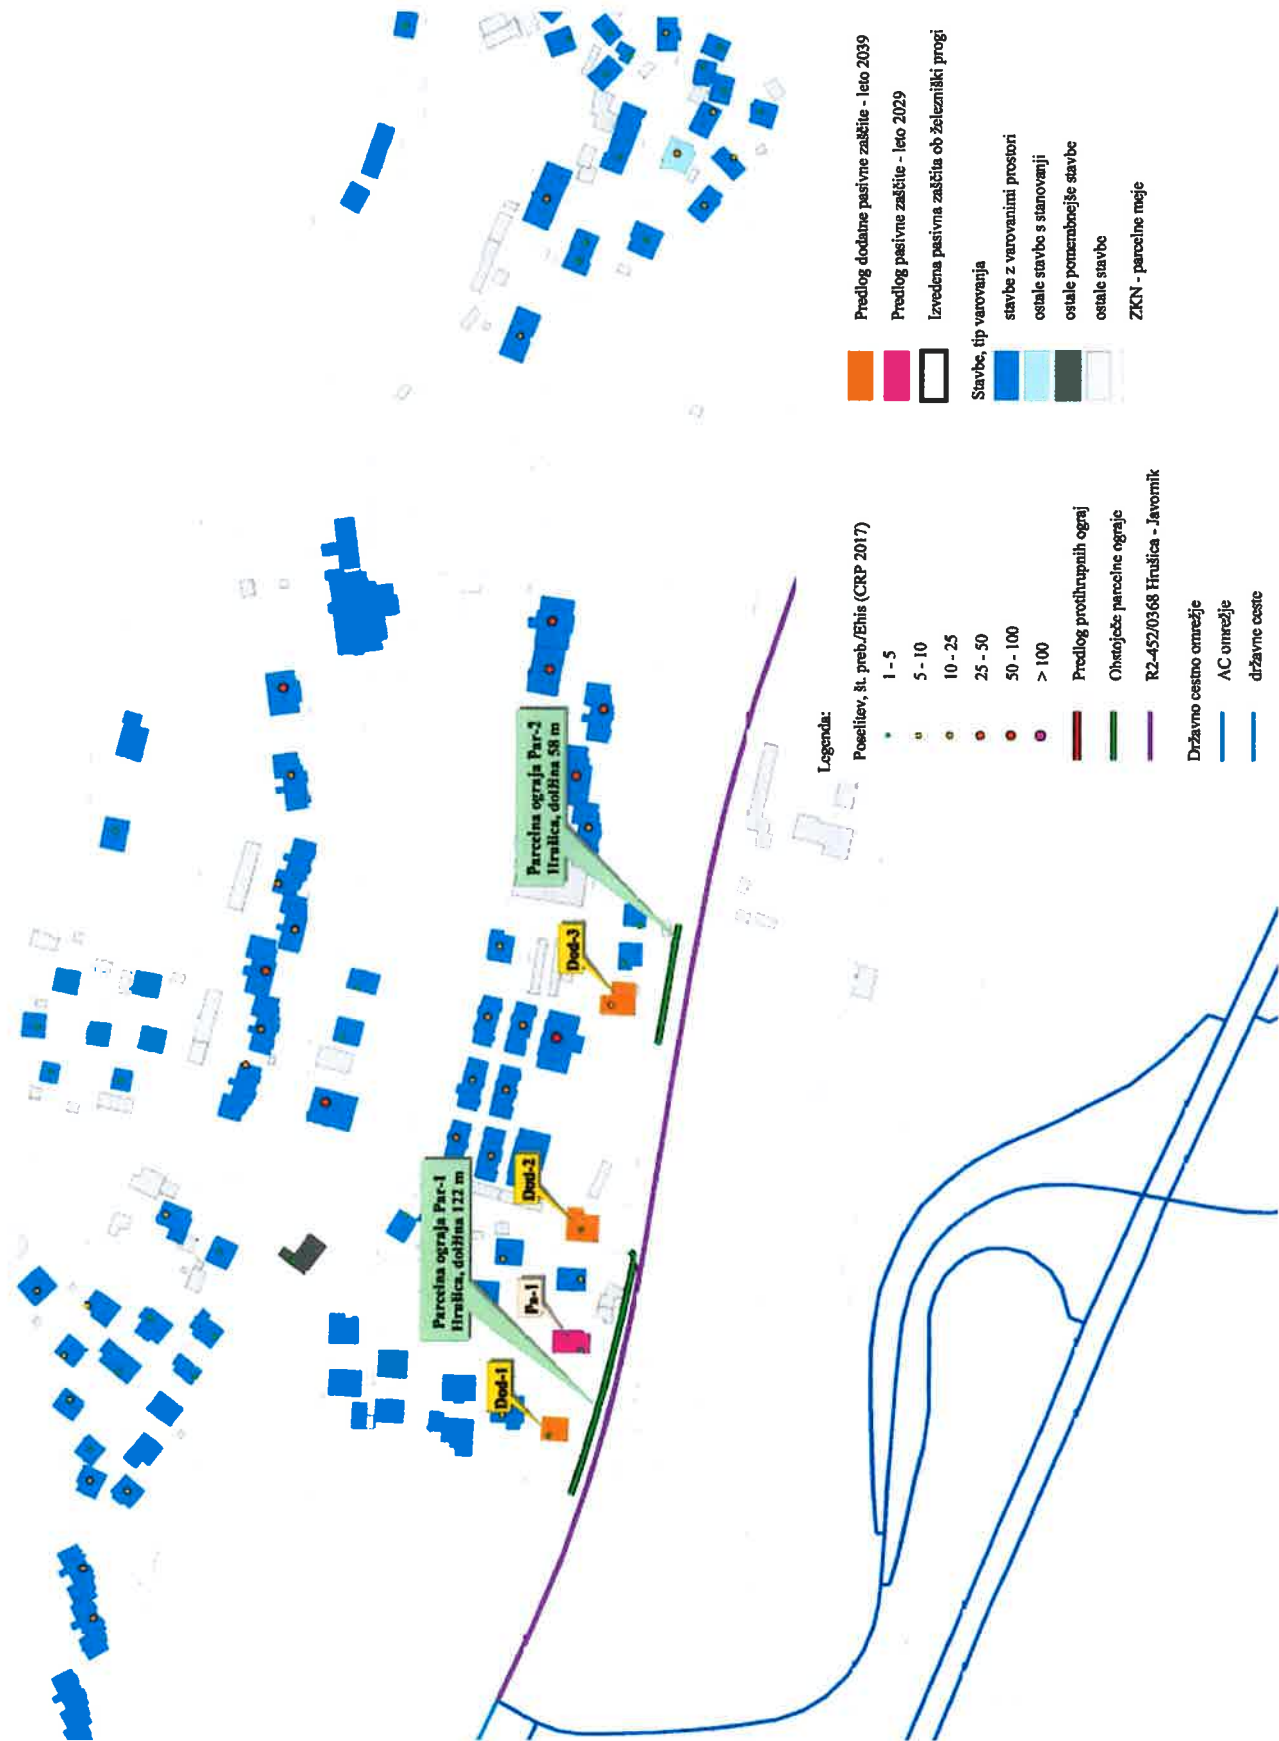 Parcelna ograja Par-1
Hrušica, dolžina 122 m
Parcelna ograja Par-2
Hrušica, dolžina 58 m
Dod-1
Pa-1
Dod-2
Dod-3
Legenda:
Poselitev, št. preb./Ehis (CRP 2017)
1 - 5
5 - 10
10 - 25
25 - 50
50 - 100
> 100
Predlog protihrupnih ograj
Obstoječe parcelne ograje
R2-452/0368 Hrušica - Javornik
Državno cestno omrežje
AC omrežje
državne ceste
Predlog dodatne pasivne zaščite - leto 2039
Predlog pasivne zaščite - leto 2029
Izvedena pasivna zaščita ob železniški progi
Stavbe, tip varovanja
stavbe z varovanimi prostori
ostale stavbe s stanovanji
ostale pomembnejše stavbe
ostale stavbe
ZKN - parcelne meje